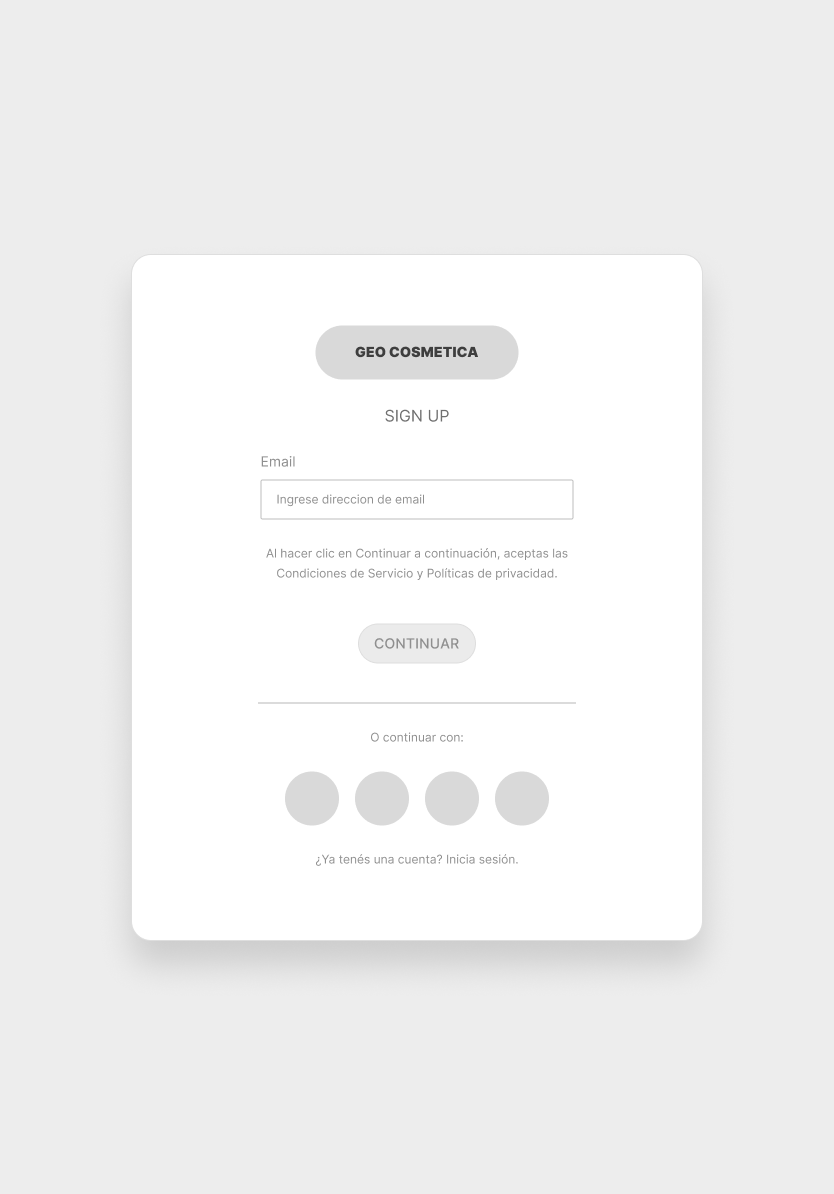 GEO COSMETICA
SIGN UP
Email
Ingrese direccion de email
Al hacer clic en Continuar a continuación, aceptas las
Condiciones de Servicio y Políticas de privacidad.
CONTINUAR
O continuar con:
¿Ya tenés una cuenta? Inicia sesión.